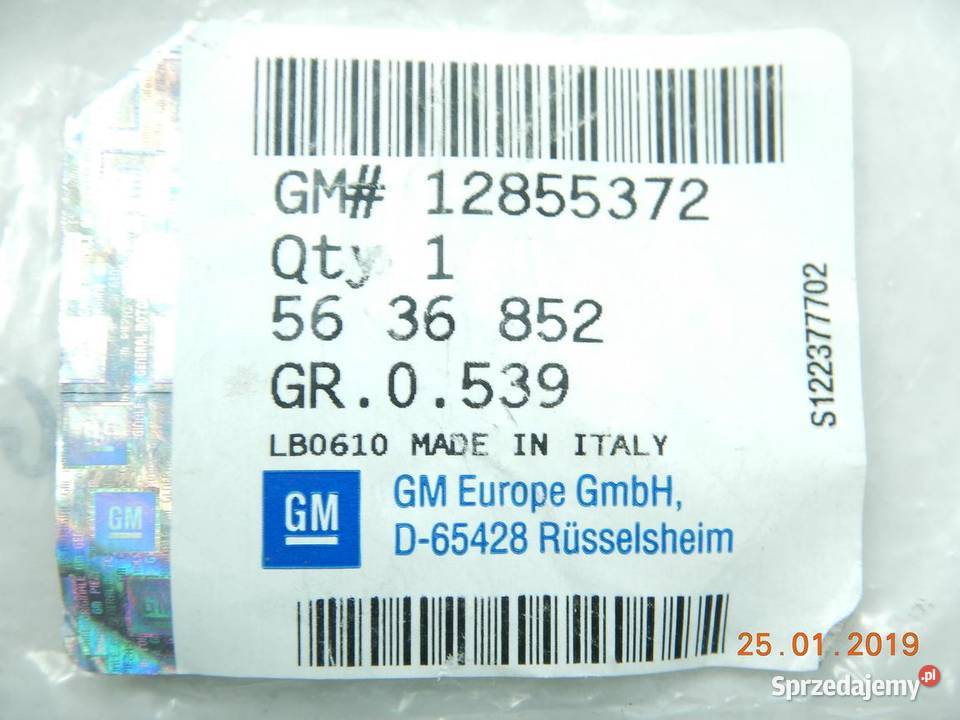 GM# 12855372
Qty 1
56 36 852
GR.0.539
LB0610 MADE IN ITALY
GM
GM Europe GmbH,
D-65428 Rüsselsheim
S122377702
GM
25.01.2019
Sprzedajemy.pl